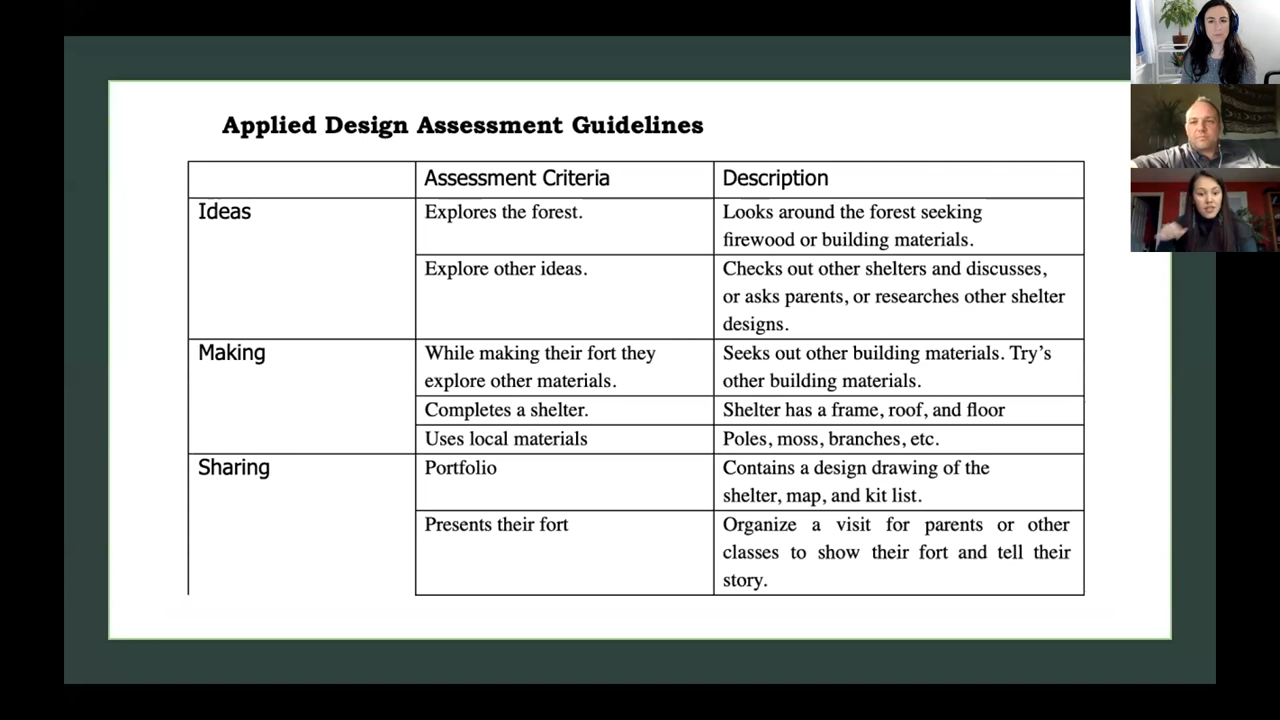 Applied Design Assessment Guidelines
Assessment Criteria
Description
Ideas
Explores the forest.
Looks around the forest seeking
firewood or building materials.
Explore other ideas.
Checks out other shelters and discusses,
or asks parents, or researches other shelter
designs.
Making
While making their fort they
explore other materials.
Seeks out other building materials. Try’s
other building materials.
Completes a shelter.
Shelter has a frame, roof, and floor
Uses local materials
Poles, moss, branches, etc.
Sharing
Portfolio
Contains a design drawing of the
shelter, map, and kit list.
Presents their fort
Organize a visit for parents or other
classes to show their fort and tell their
story.